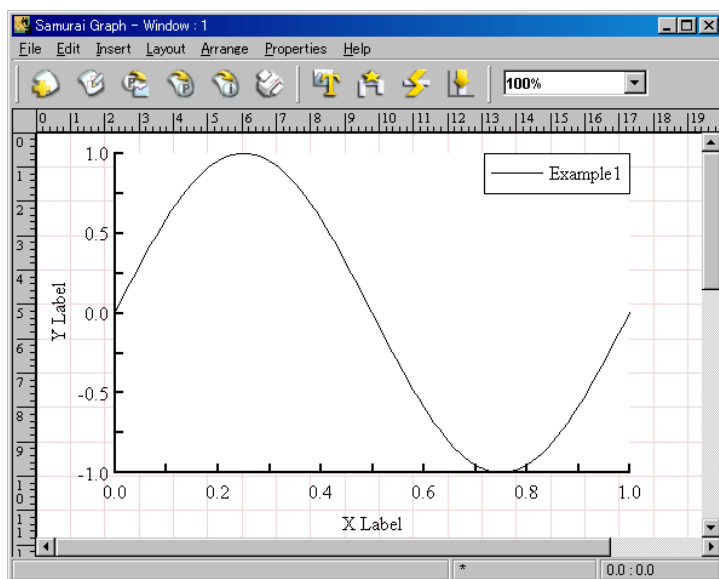 Samurai Graph - Window : 1
File Edit Insert Layout Arrange Properties Help
P P i T 100%
0 1 2 3 4 5 6 7 8 9 10 11 12 13 14 15 16 17 19
0
1
2
3
4
5
6
7
8
9
10
11
1.0
0.5
0.0
-0.5
-1.0
Y Label
Example1
0.0 0.2 0.4 0.6 0.8 1.0
X Label
* 0.0 : 0.0